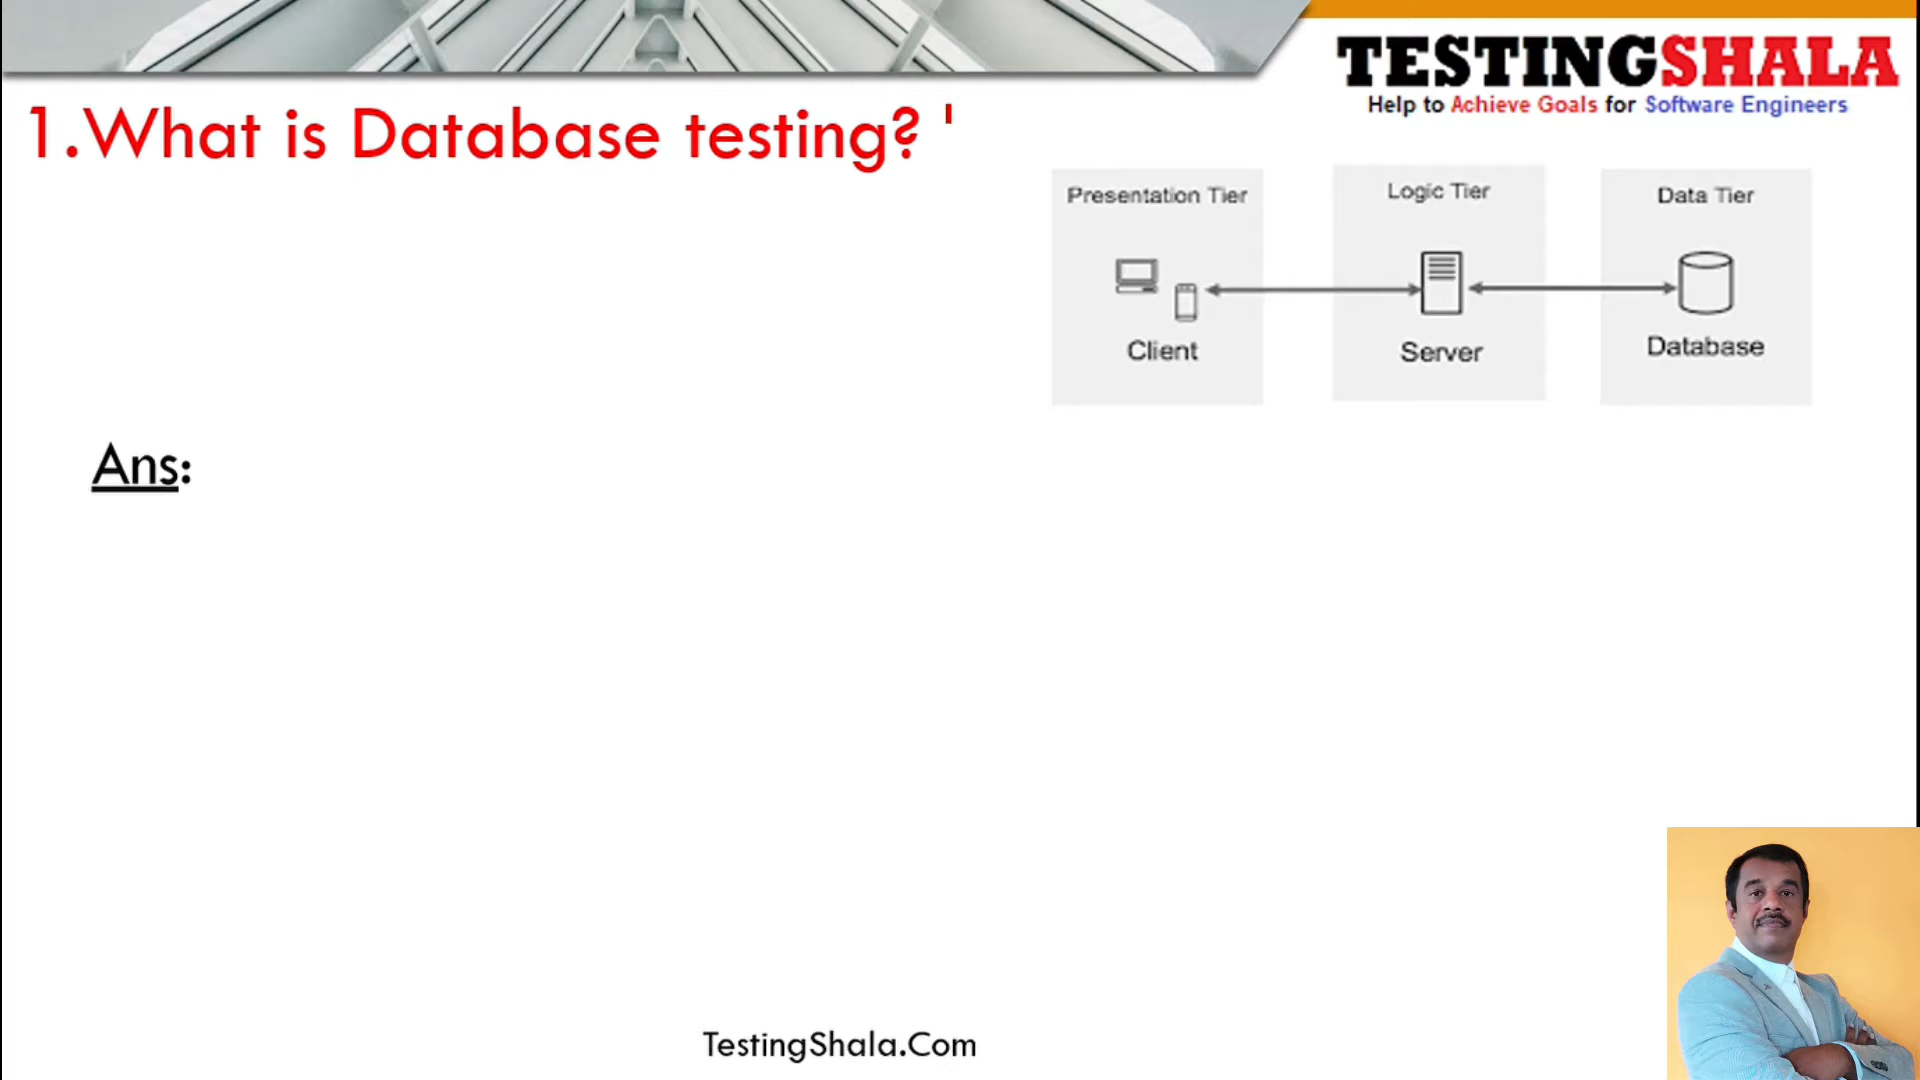 TESTINGSHALA
Help to Achieve Goals for Software Engineers
1.What is Database testing? '
Presentation Tier
Logic Tier
Data Tier
Client
Server
Database
Ans:
TestingShala.Com